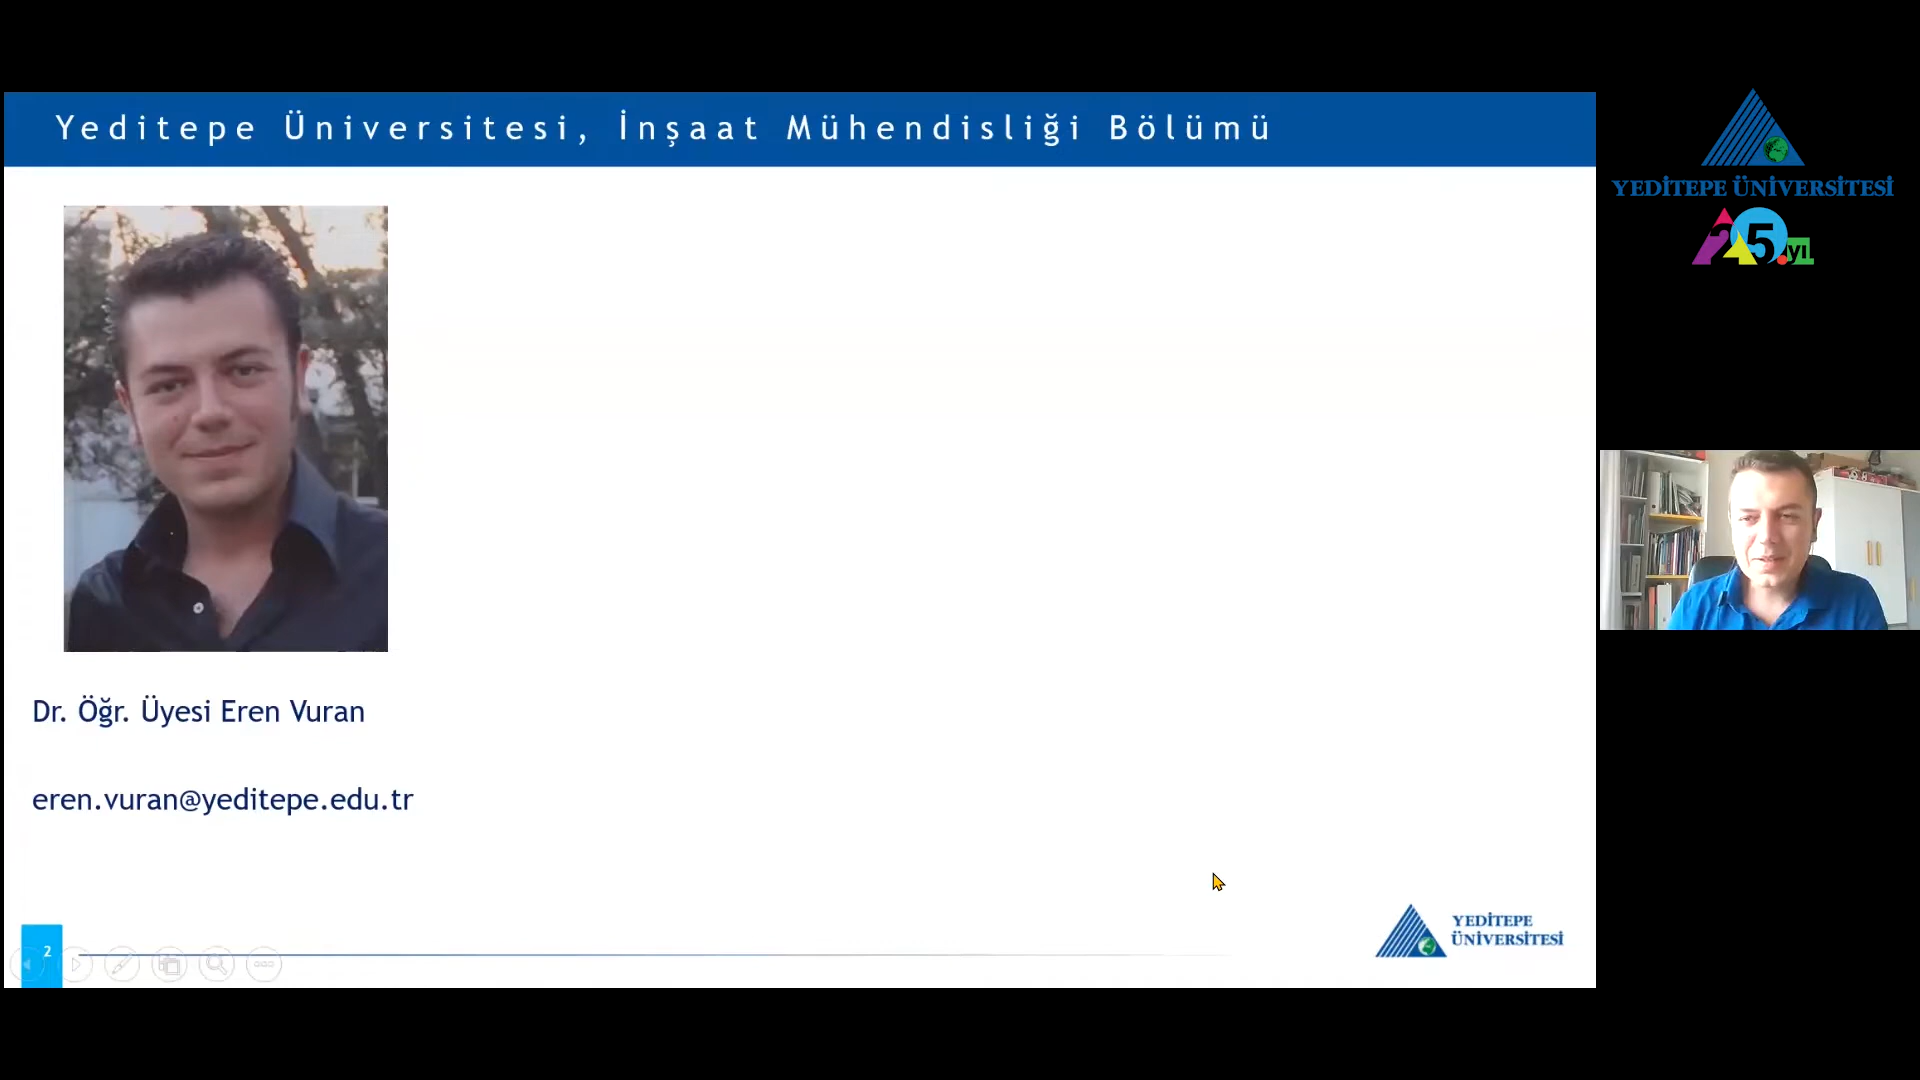 Yeditepe Üniversitesi, İnşaat Mühendisliği Bölümü
Dr. Öğr. Üyesi Eren Vuran
eren.vuran@yeditepe.edu.tr
2
YEDİTEPE
ÜNİVERSİTESİ
YEDİTEPE ÜNİVERSİTESİ
25.yıl